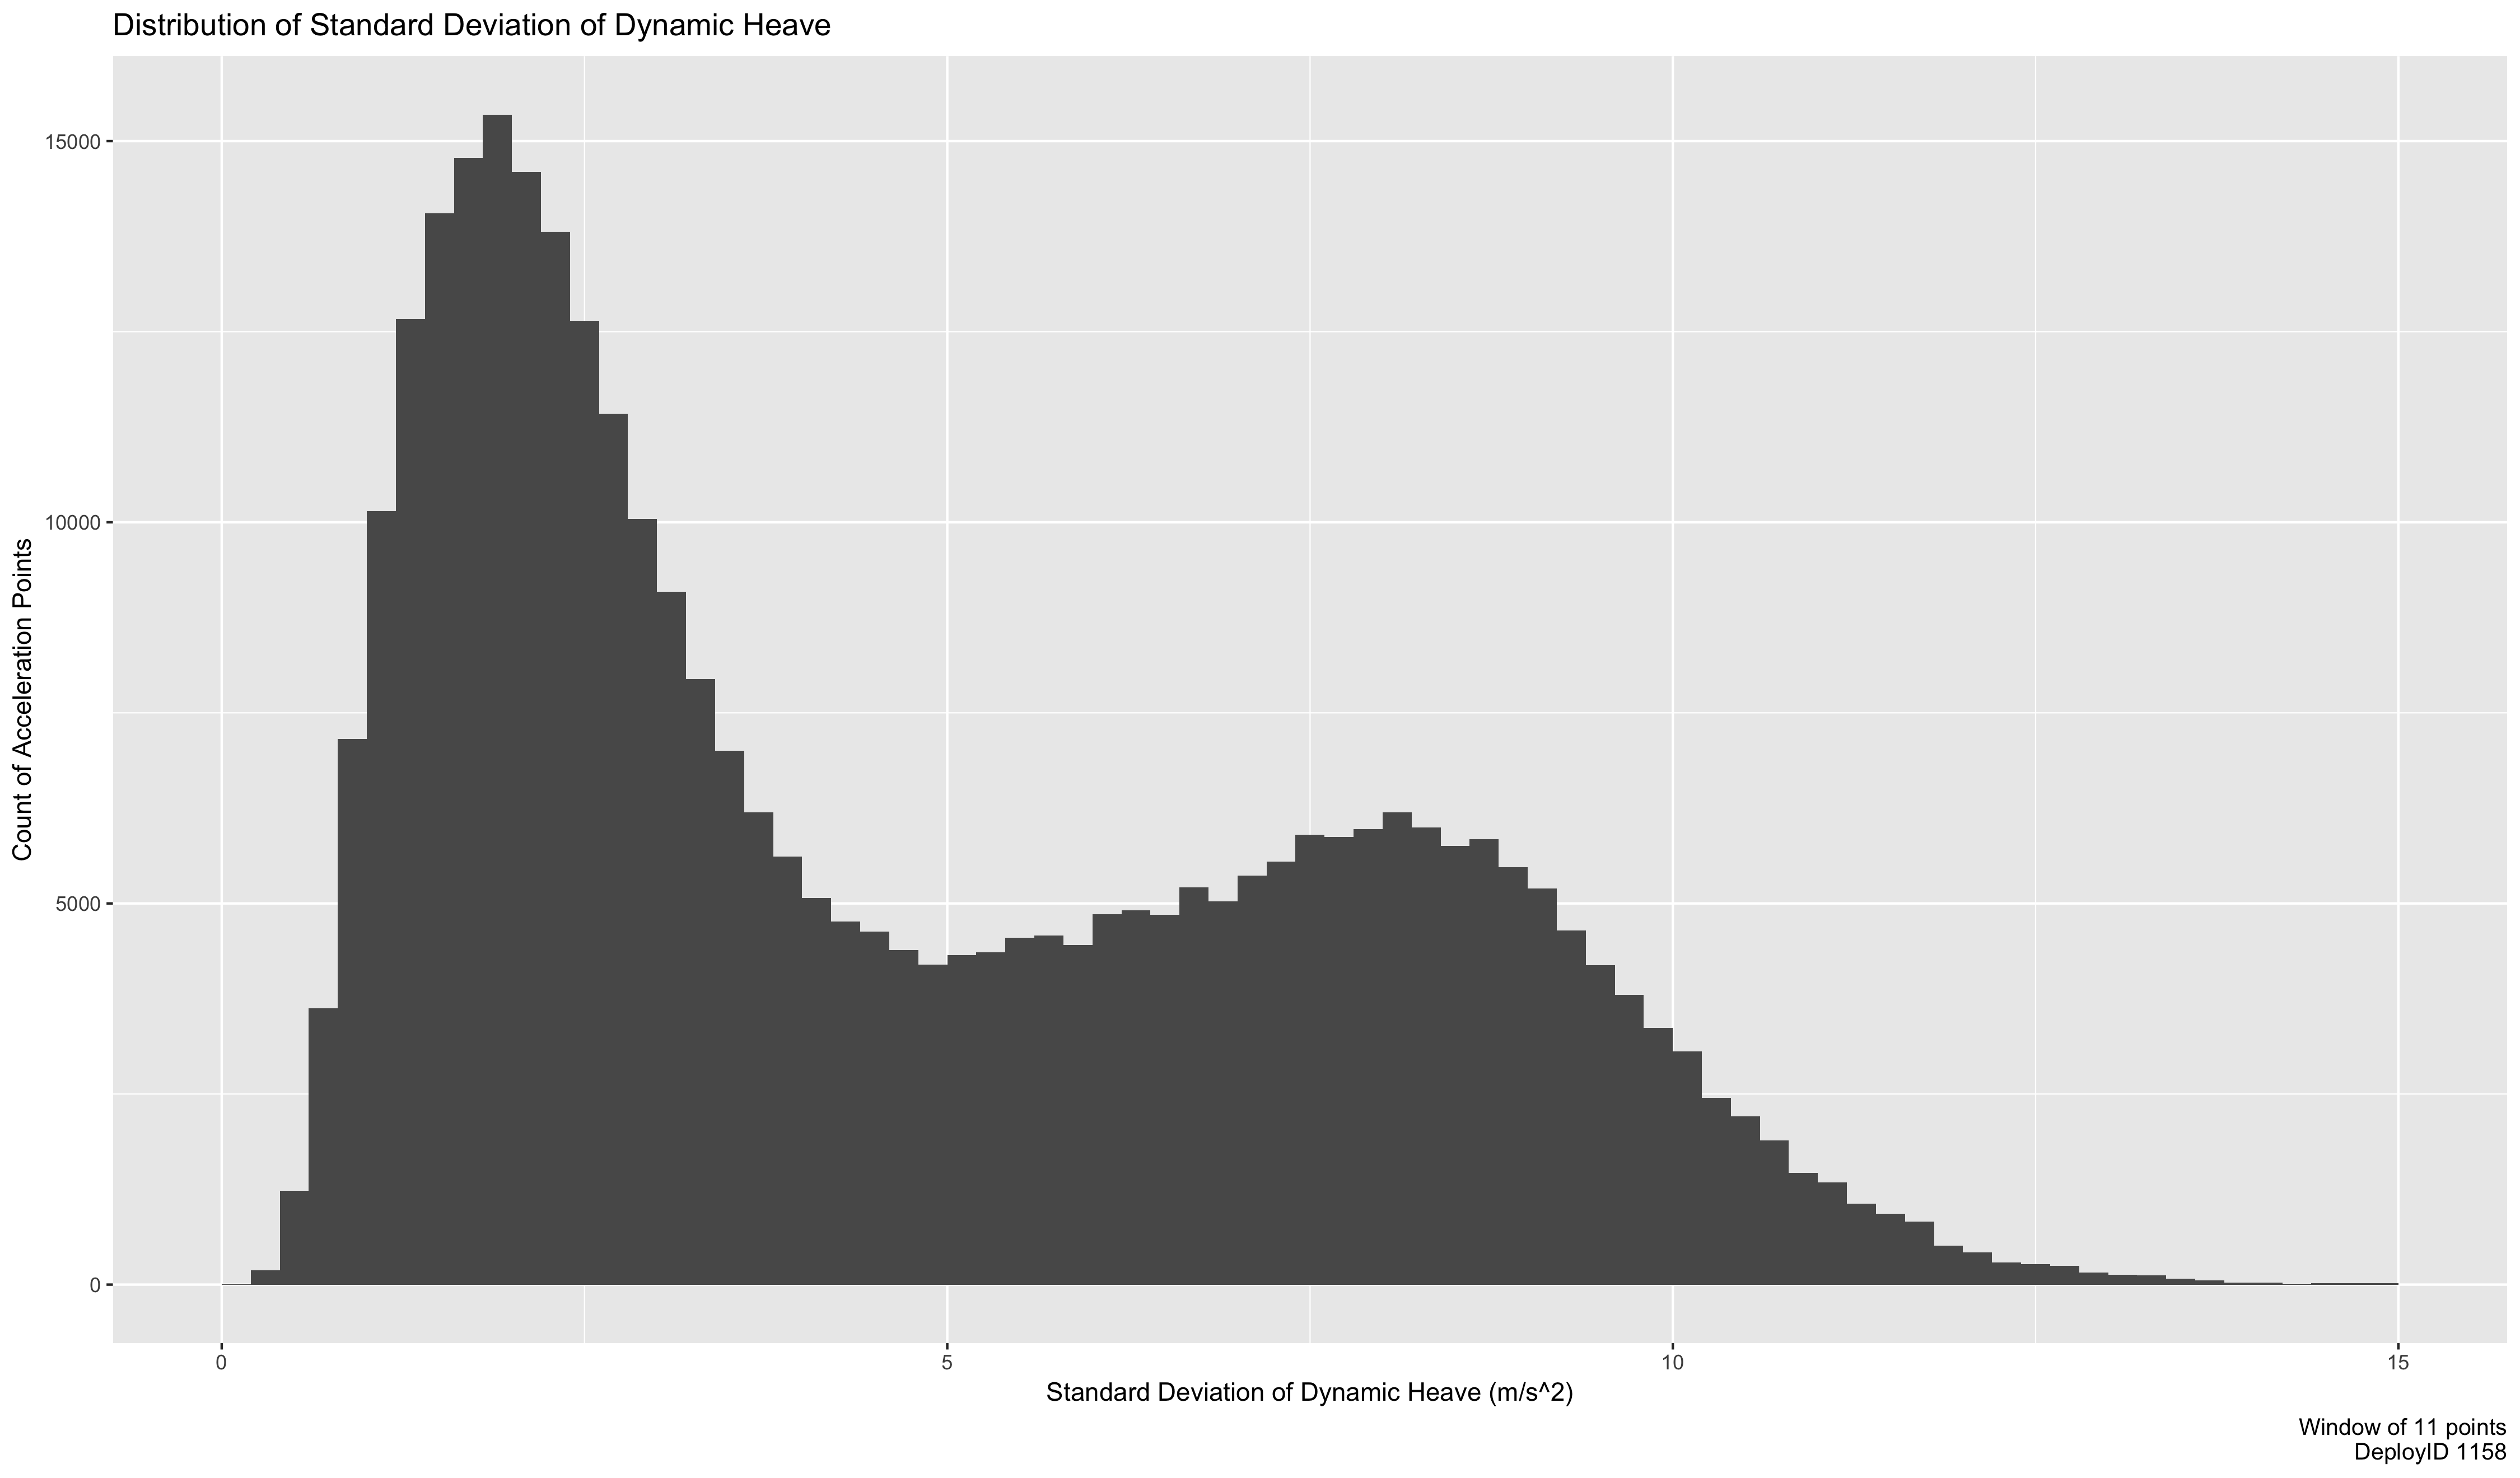 Distribution of Standard Deviation of Dynamic Heave
15000
10000
5000
0
Count of Acceleration Points
0
5
10
15
Standard Deviation of Dynamic Heave (m/s^2)
Window of 11 points
DeployID 1158